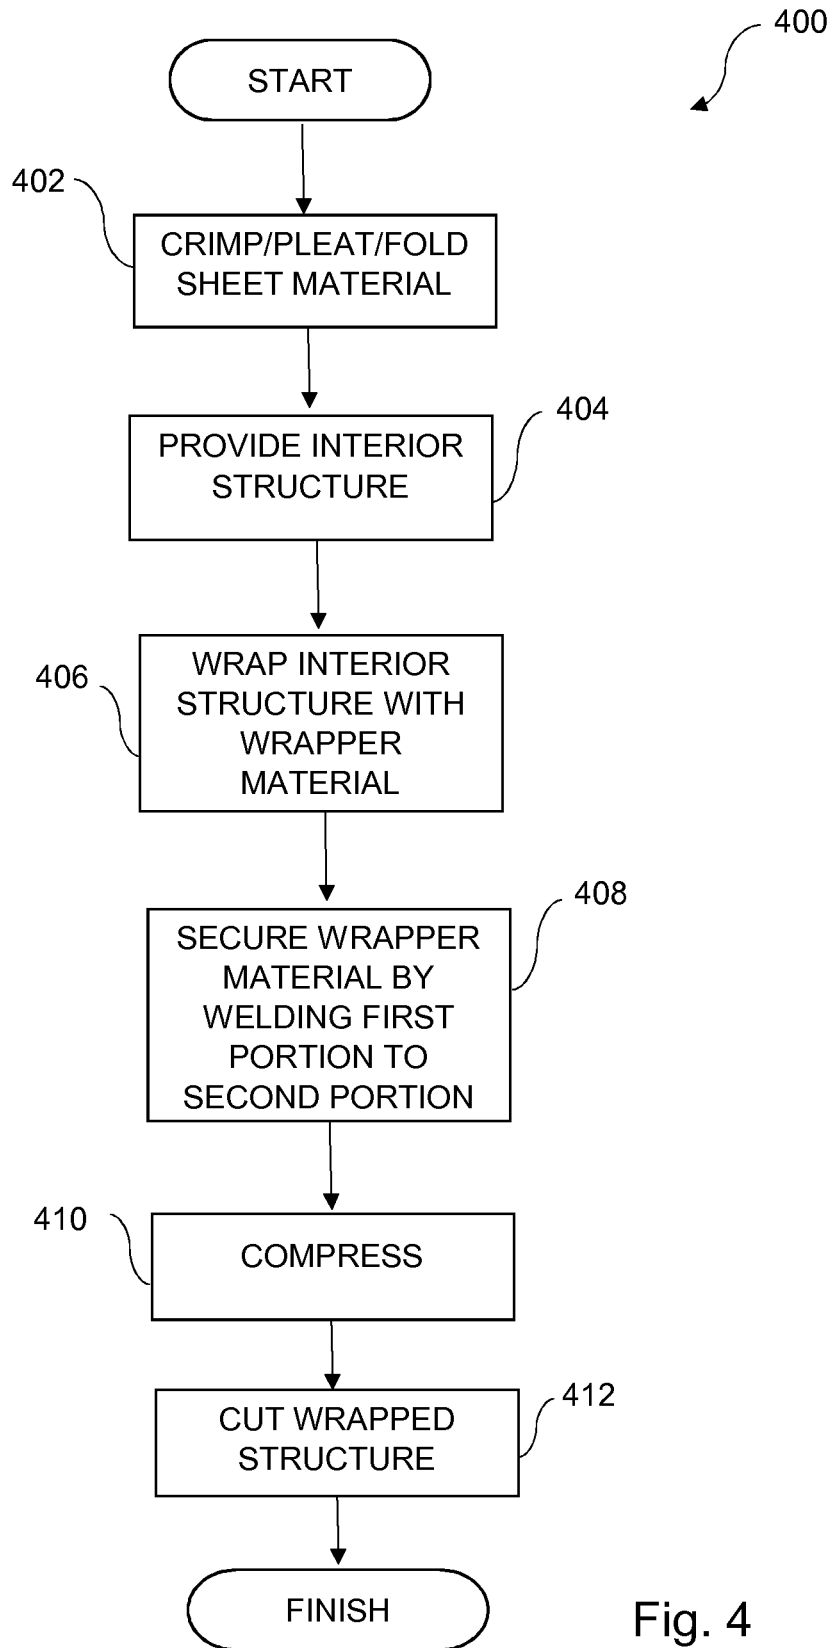 400
START
402
CRIMP/PLEAT/FOLD
SHEET MATERIAL
404
PROVIDE INTERIOR
STRUCTURE
406
WRAP INTERIOR
STRUCTURE WITH
WRAPPER
MATERIAL
408
SECURE WRAPPER
MATERIAL BY
WELDING FIRST
PORTION TO
SECOND PORTION
410
COMPRESS
412
CUT WRAPPED
STRUCTURE
FINISH
Fig. 4